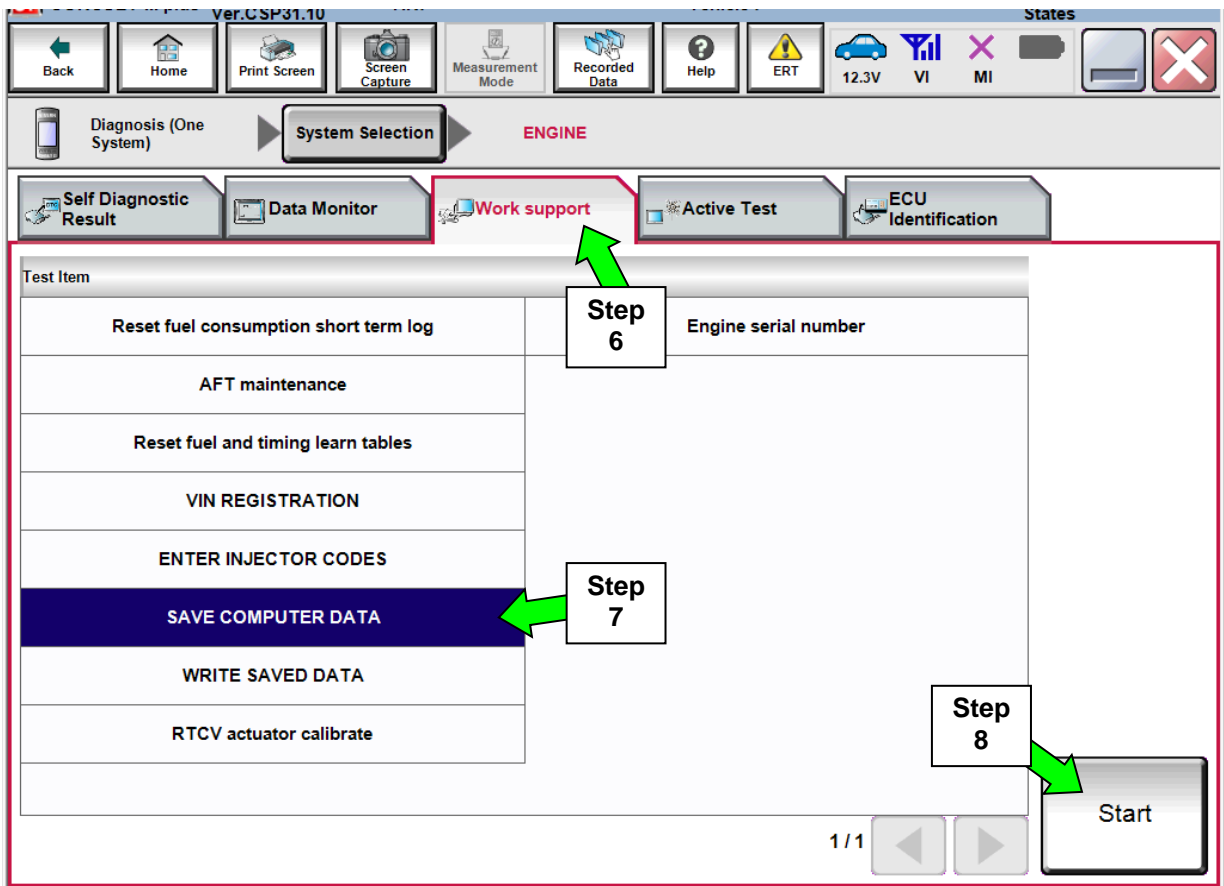 Ver.CSP31.10
States
Back
Home
Print Screen
Screen
Capture
Measurement
Mode
Recorded
Data
Help
ERT
12.3V
VI
MI
Diagnosis (One
System)
System Selection
ENGINE
Self Diagnostic
Result
Data Monitor
Work support
Active Test
ECU
Identification
Test Item
Reset fuel consumption short term log
Step
6
Engine serial number
AFT maintenance
Reset fuel and timing learn tables
VIN REGISTRATION
ENTER INJECTOR CODES
SAVE COMPUTER DATA
Step
7
WRITE SAVED DATA
RTCV actuator calibrate
Step
8
Start
1/1